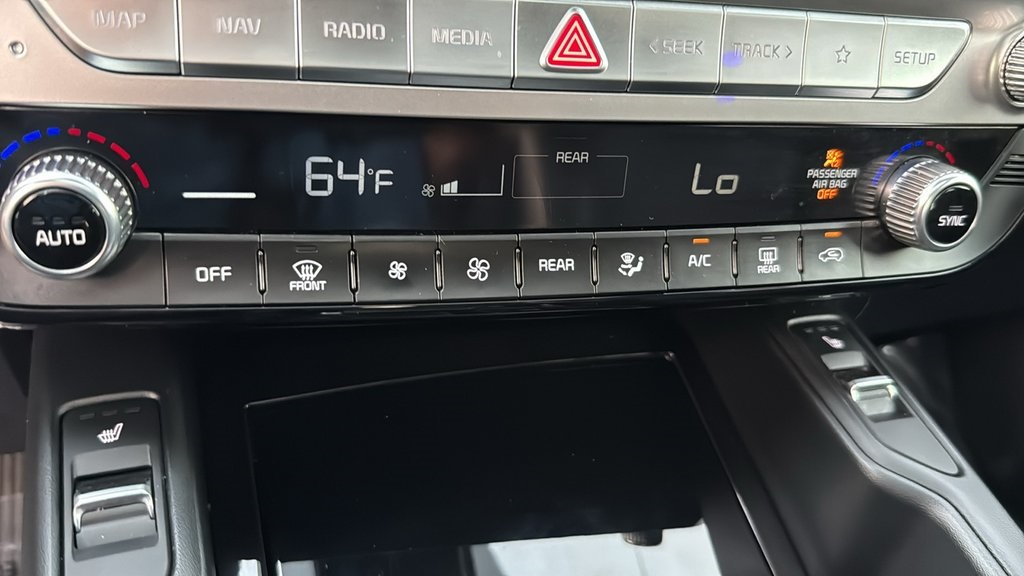 MAP NAV RADIO MEDIA < SEEK TRACK > SETUP
64°F REAR Lo PASSENGER
AIR BAG
OFF
AUTO SYNC
OFF FRONT REAR A/C REAR